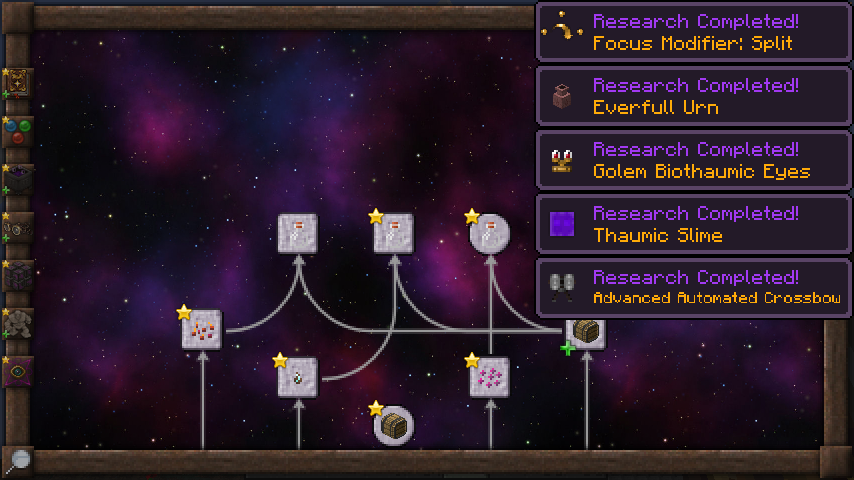 Research Completed!
Focus Modifier: Split
Research Completed!
Everfull Urn
Research Completed!
Golem Biothaumic Eyes
Research Completed!
Thaumic Slime
Research Completed!
Advanced Automated Crossbow